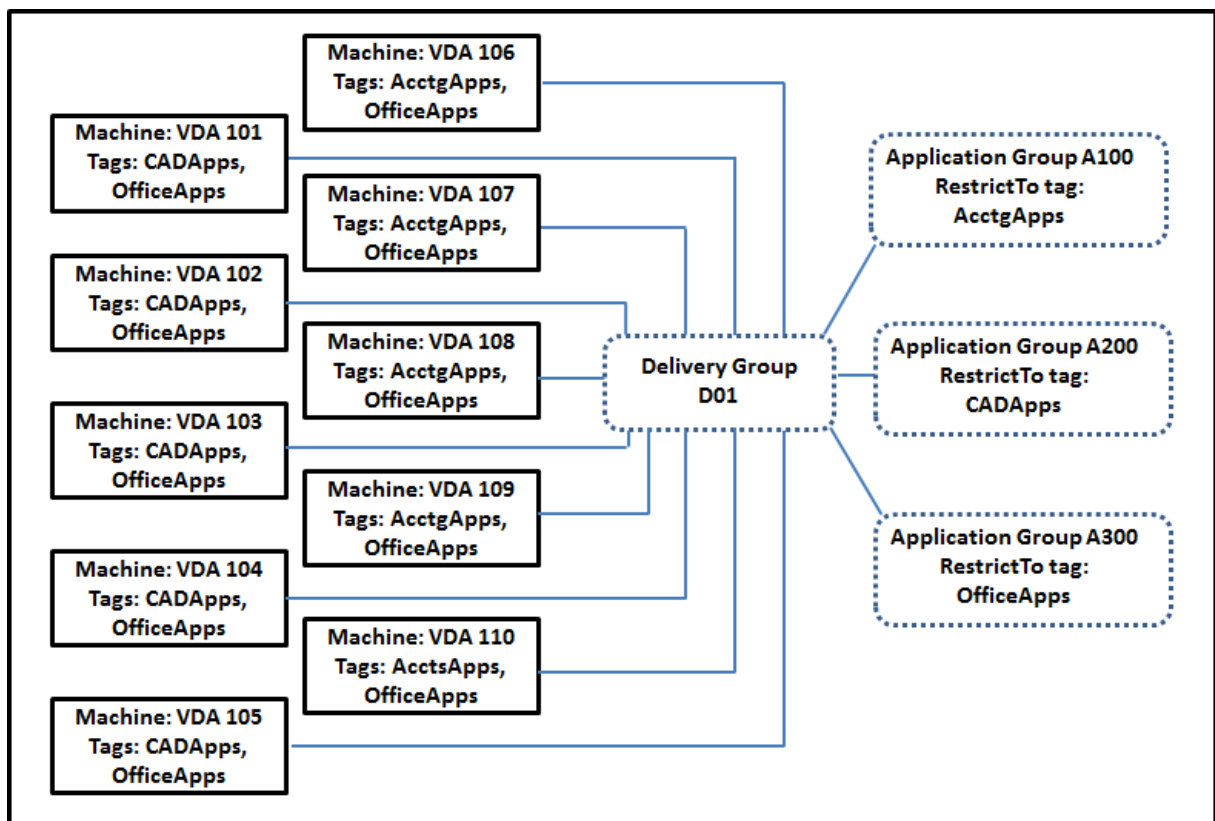 Machine: VDA 106
Tags: AcctgApps,
OfficeApps
Machine: VDA 101
Tags: CADApps,
OfficeApps
Machine: VDA 107
Tags: AcctgApps,
OfficeApps
Machine: VDA 102
Tags: CADApps,
OfficeApps
Machine: VDA 108
Tags: AcctgApps,
OfficeApps
Machine: VDA 103
Tags: CADApps,
OfficeApps
Machine: VDA 109
Tags: AcctgApps,
OfficeApps
Machine: VDA 104
Tags: CADApps,
OfficeApps
Machine: VDA 110
Tags: AcctsApps,
OfficeApps
Machine: VDA 105
Tags: CADApps,
OfficeApps
Delivery Group
D01
Application Group A100
RestrictTo tag:
AcctgApps
Application Group A200
RestrictTo tag:
CADApps
Application Group A300
RestrictTo tag:
OfficeApps